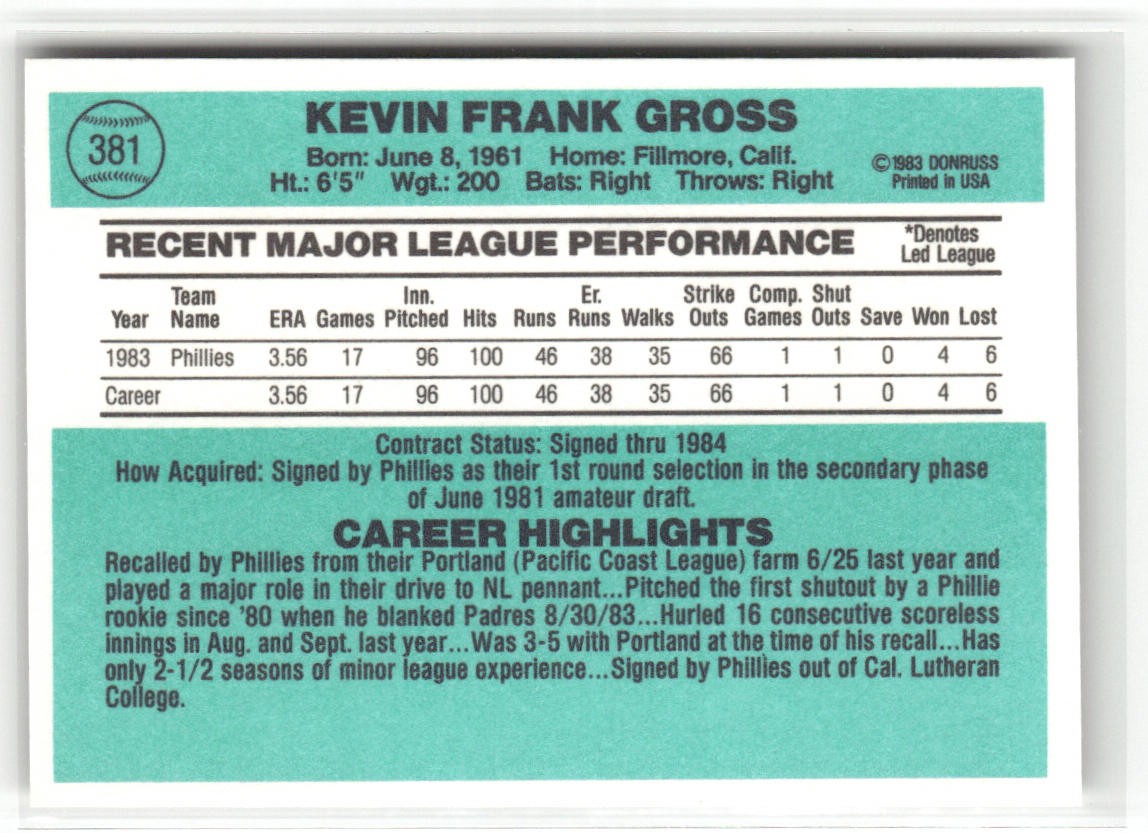 381
KEVIN FRANK GROSS
Born: June 8, 1961 Home: Fillmore, Calif.
Ht.: 6'5" Wgt.: 200 Bats: Right Throws: Right
©1983 DONRUSS
Printed in USA
RECENT MAJOR LEAGUE PERFORMANCE
*Denotes
Led League
Year Team Name ERA Games Inn. Pitched Hits Runs Er. Runs Walks Strike Outs Comp. Games Shut Outs Save Won Lost
1983 Phillies 3.56 17 96 100 46 38 35 66 1 1 0 4 6
Career 3.56 17 96 100 46 38 35 66 1 1 0 4 6
Contract Status: Signed thru 1984
How Acquired: Signed by Phillies as their 1st round selection in the secondary phase
of June 1981 amateur draft.
CAREER HIGHLIGHTS
Recalled by Phillies from their Portland (Pacific Coast League) farm 6/25 last year and
played a major role in their drive to NL pennant...Pitched the first shutout by a Phillie
rookie since '80 when he blanked Padres 8/30/83...Hurled 16 consecutive scoreless
innings in Aug. and Sept. last year...Was 3-5 with Portland at the time of his recall...Has
only 2-1/2 seasons of minor league experience...Signed by Phillies out of Cal. Lutheran
College.